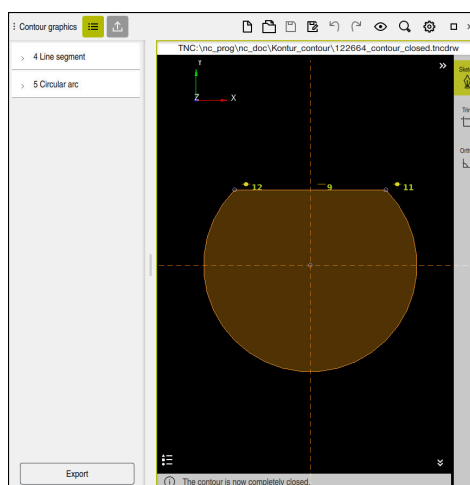 Contour graphics
TNC:\nc_prog\nc_doc\Kontur_contour\122664_contour_closed.tncdrw
4 Line segment
5 Circular arc
Y
Z
X
12
9
11
Export
The contour is now completely closed.